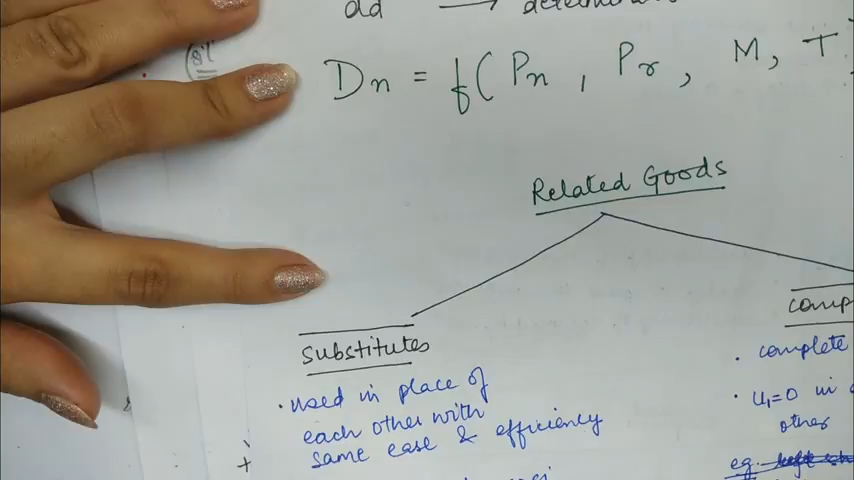 dd → determinan
Dn = f( Pn , Pr , M, T
Related Goods
Substitutes
comp
• used in place of
each other with
same ease & efficiency
• complete
• U₁=0 in
other
eg.